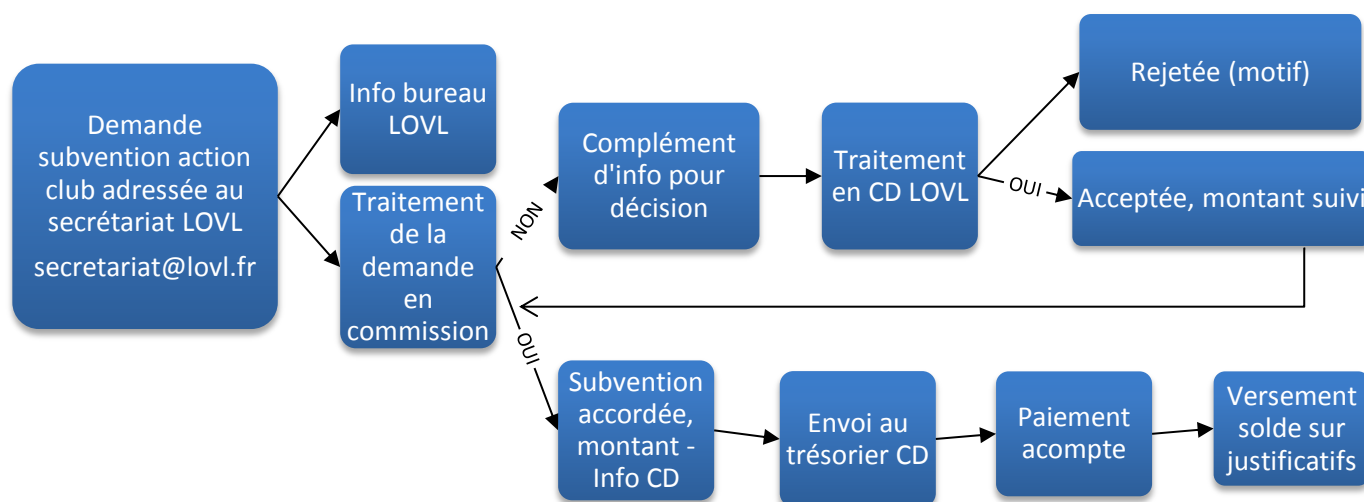 Demande
subvention action
club adressée au
secrétariat LOVL
secretariat@lovl.fr
Info bureau
LOVL
Traitement
de la
demande
en
commission
NON
OUI
Complément
d'info pour
décision
Traitement
en CD LOVL
OUI
Rejetée (motif)
Acceptée, montant suivi
Subvention
accordée,
montant -
Info CD
Envoi au
trésorier CD
Paiement
acompte
Versement
solde sur
justificatifs